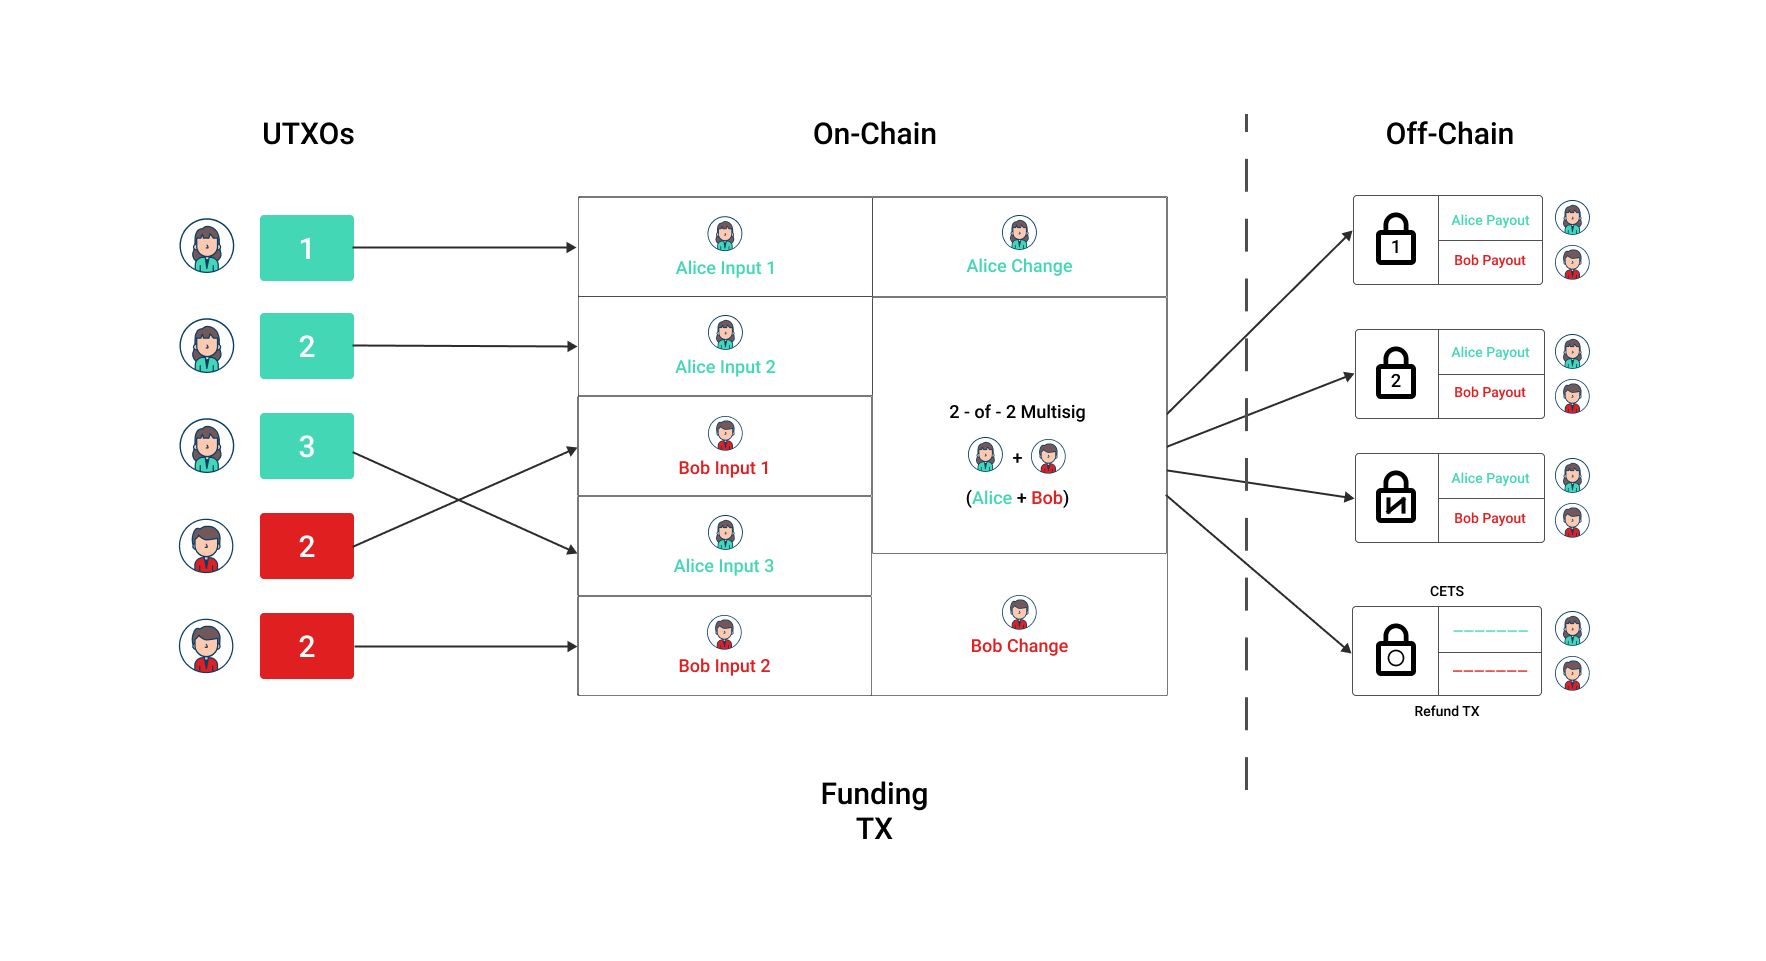 UTXOs
On-Chain
Off-Chain
1
2
3
2
2
Alice Input 1
Alice Input 2
Bob Input 1
Alice Input 3
Bob Input 2
Alice Change
2 - of - 2 Multisig
+
(Alice + Bob)
Bob Change
1
Alice Payout
Bob Payout
2
Alice Payout
Bob Payout
N
Alice Payout
Bob Payout
CETS
Refund TX
Funding
TX